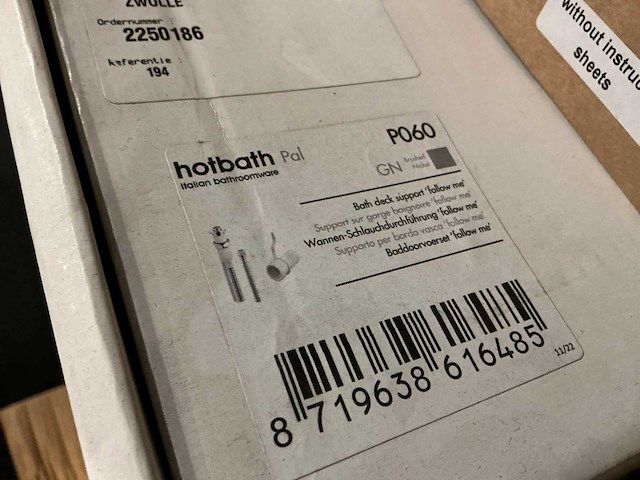 ZWOLLE
Ordernummer
2250186
Referentie :
194
without instruc
sheets
hotbath Pal
Italian bathroomware
P060
GN Brushed
Nickel
Bath deck support 'follow me'
Support sur gorge baignoire 'follow me'
Wannen-Schlauchdurchführung 'follow me'
Supporto per bordo vasca 'follow me'
Baddoorvoerset 'follow me'
8 719638 616485
11/22